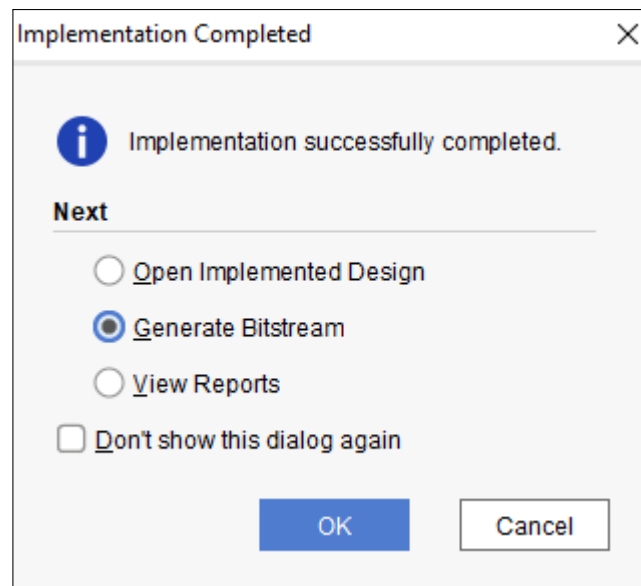 Implementation Completed
Implementation successfully completed.
Next
Open Implemented Design
Generate Bitstream
View Reports
Don't show this dialog again
OK
Cancel